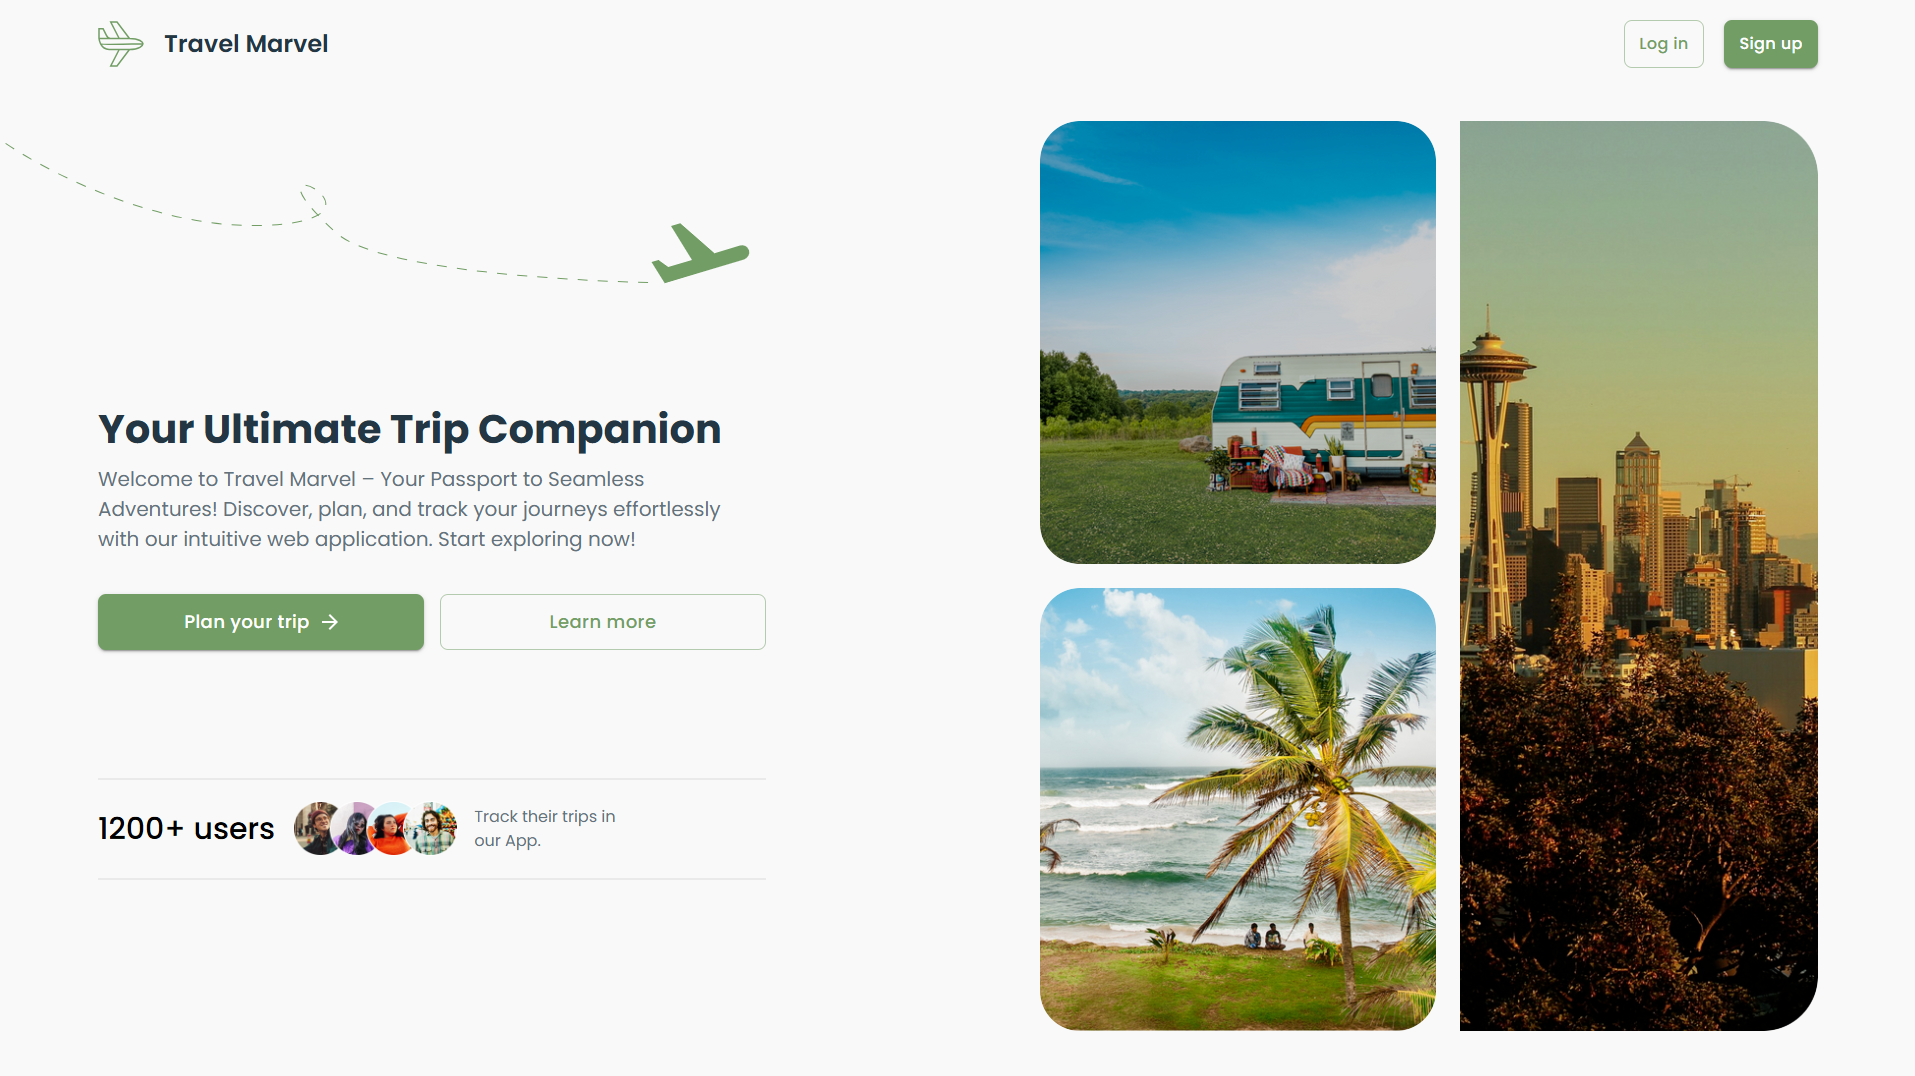 Travel Marvel
Log in
Sign up
Your Ultimate Trip Companion
Welcome to Travel Marvel – Your Passport to Seamless
Adventures! Discover, plan, and track your journeys effortlessly
with our intuitive web application. Start exploring now!
Plan your trip
Learn more
1200+ users
Track their trips in
our App.